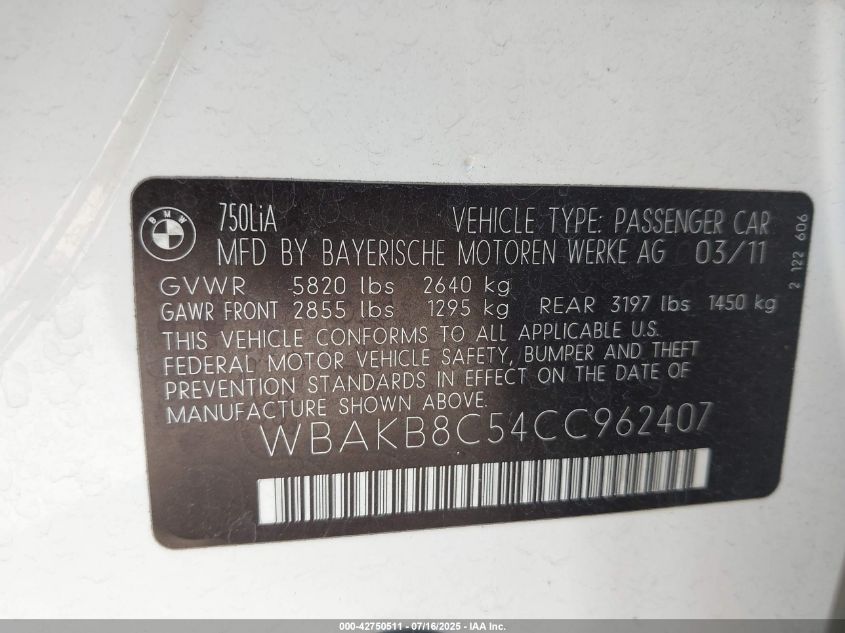 BMW
750LiA VEHICLE TYPE: PASSENGER CAR
MFD BY BAYERISCHE MOTOREN WERKE AG 03/11
GVWR 5820 lbs 2640 kg
GAWR FRONT 2855 lbs 1295 kg REAR 3197 lbs 1450 kg
THIS VEHICLE CONFORMS TO ALL APPLICABLE U.S.
FEDERAL MOTOR VEHICLE SAFETY, BUMPER AND THEFT
PREVENTION STANDARDS IN EFFECT ON THE DATE OF
MANUFACTURE SHOWN ABOVE.
WBAKB8C54CC962407
2 122 606
000-42750511 - 07/16/2025 - IAA Inc.